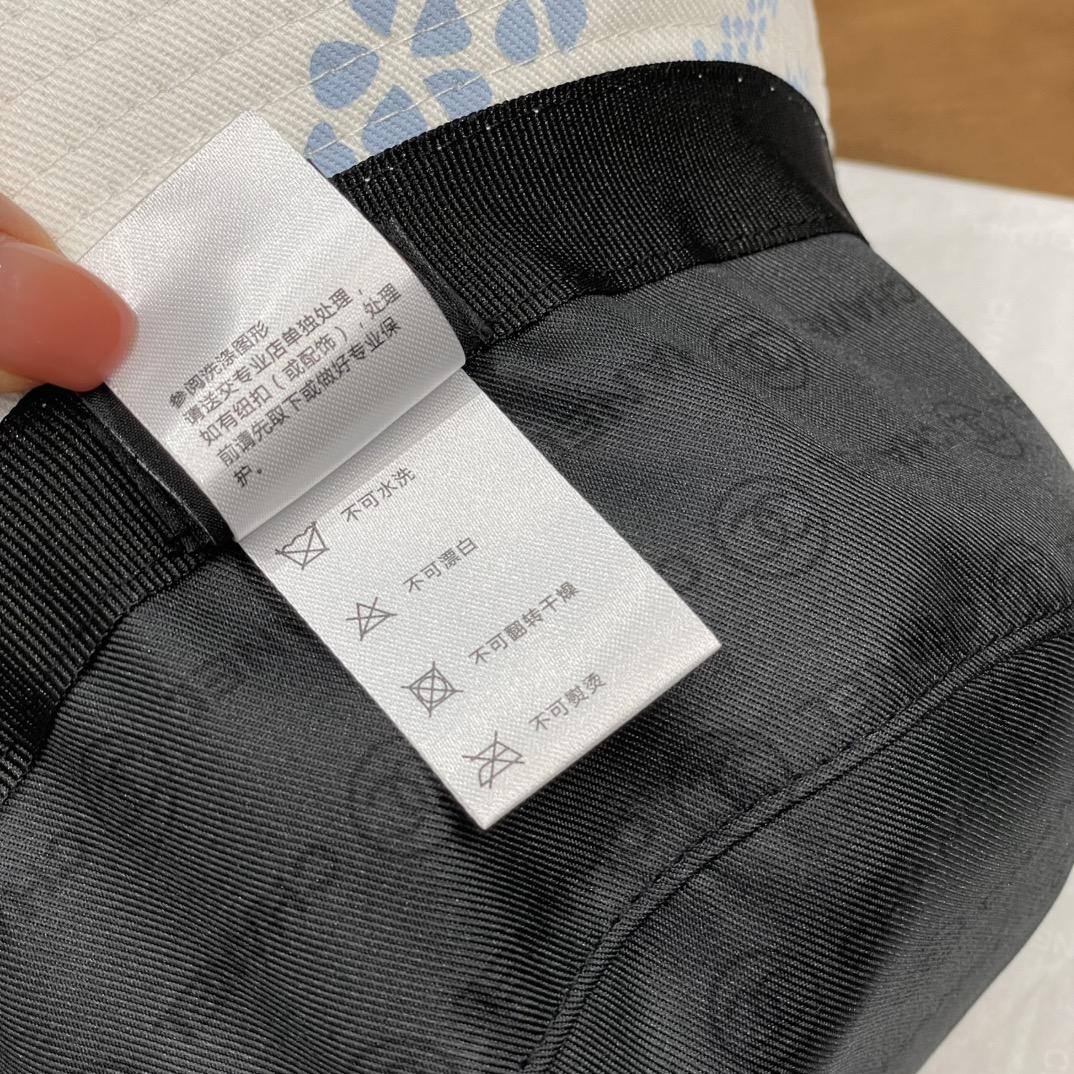 参阅洗涤图形
请送交专业店单独处理，
如有纽扣（或配饰），处理
前请先取下或做好专业保
护。
不可水洗
不可漂白
不可翻转干燥
不可熨烫